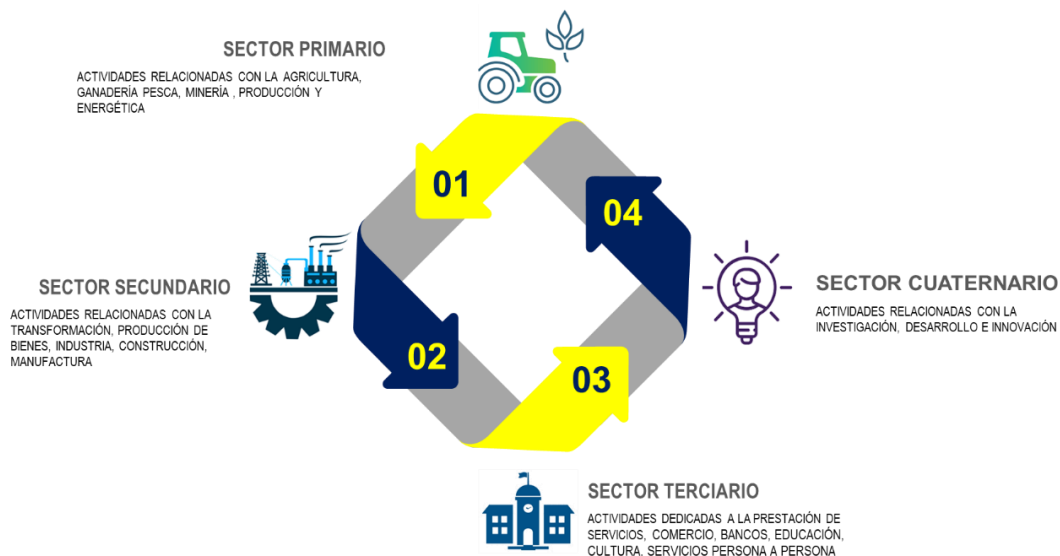 SECTOR PRIMARIO
ACTIVIDADES RELACIONADAS CON LA AGRICULTURA,
GANADERÍA PESCA, MINERÍA , PRODUCCIÓN Y
ENERGÉTICA
01
04
SECTOR SECUNDARIO
ACTIVIDADES RELACIONADAS CON LA
TRANSFORMACIÓN, PRODUCCIÓN DE
BIENES, INDUSTRIA, CONSTRUCCIÓN,
MANUFACTURA
SECTOR CUATERNARIO
ACTIVIDADES RELACIONADAS CON LA
INVESTIGACIÓN, DESARROLLO E INNOVACIÓN
02
03
SECTOR TERCIARIO
ACTIVIDADES DEDICADAS A LA PRESTACIÓN DE
SERVICIOS, COMERCIO, BANCOS, EDUCACIÓN,
CULTURA, SERVICIOS PERSONA A PERSONA